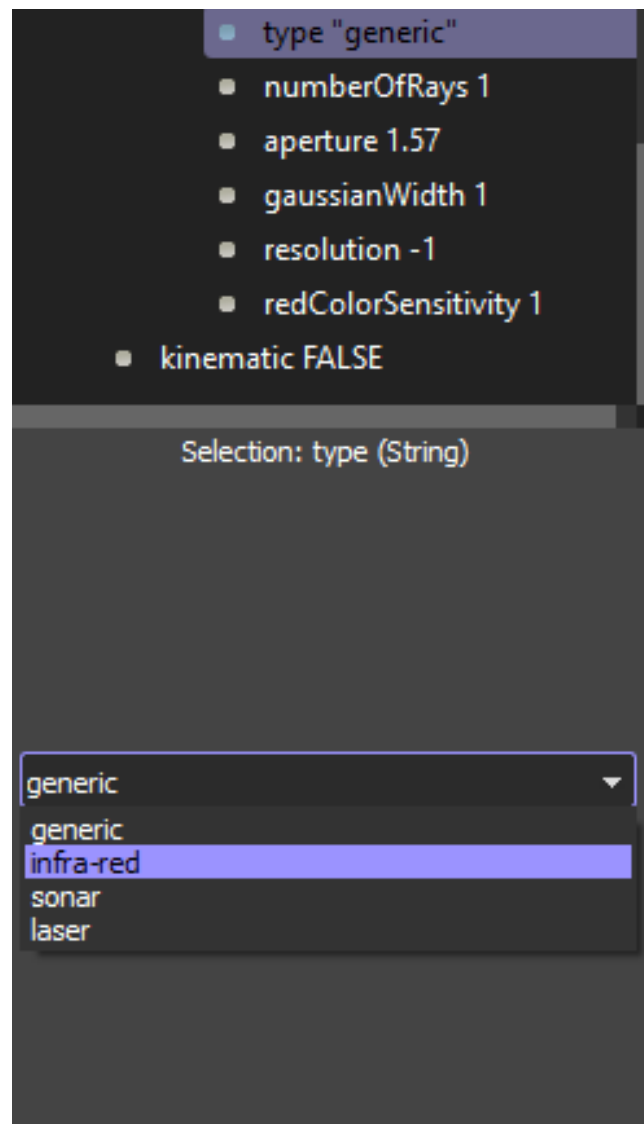 type "generic"
numberOfRays 1
aperture 1.57
gaussianWidth 1
resolution -1
redColorSensitivity 1
kinematic FALSE
Selection: type (String)
generic
generic
infra-red
sonar
laser